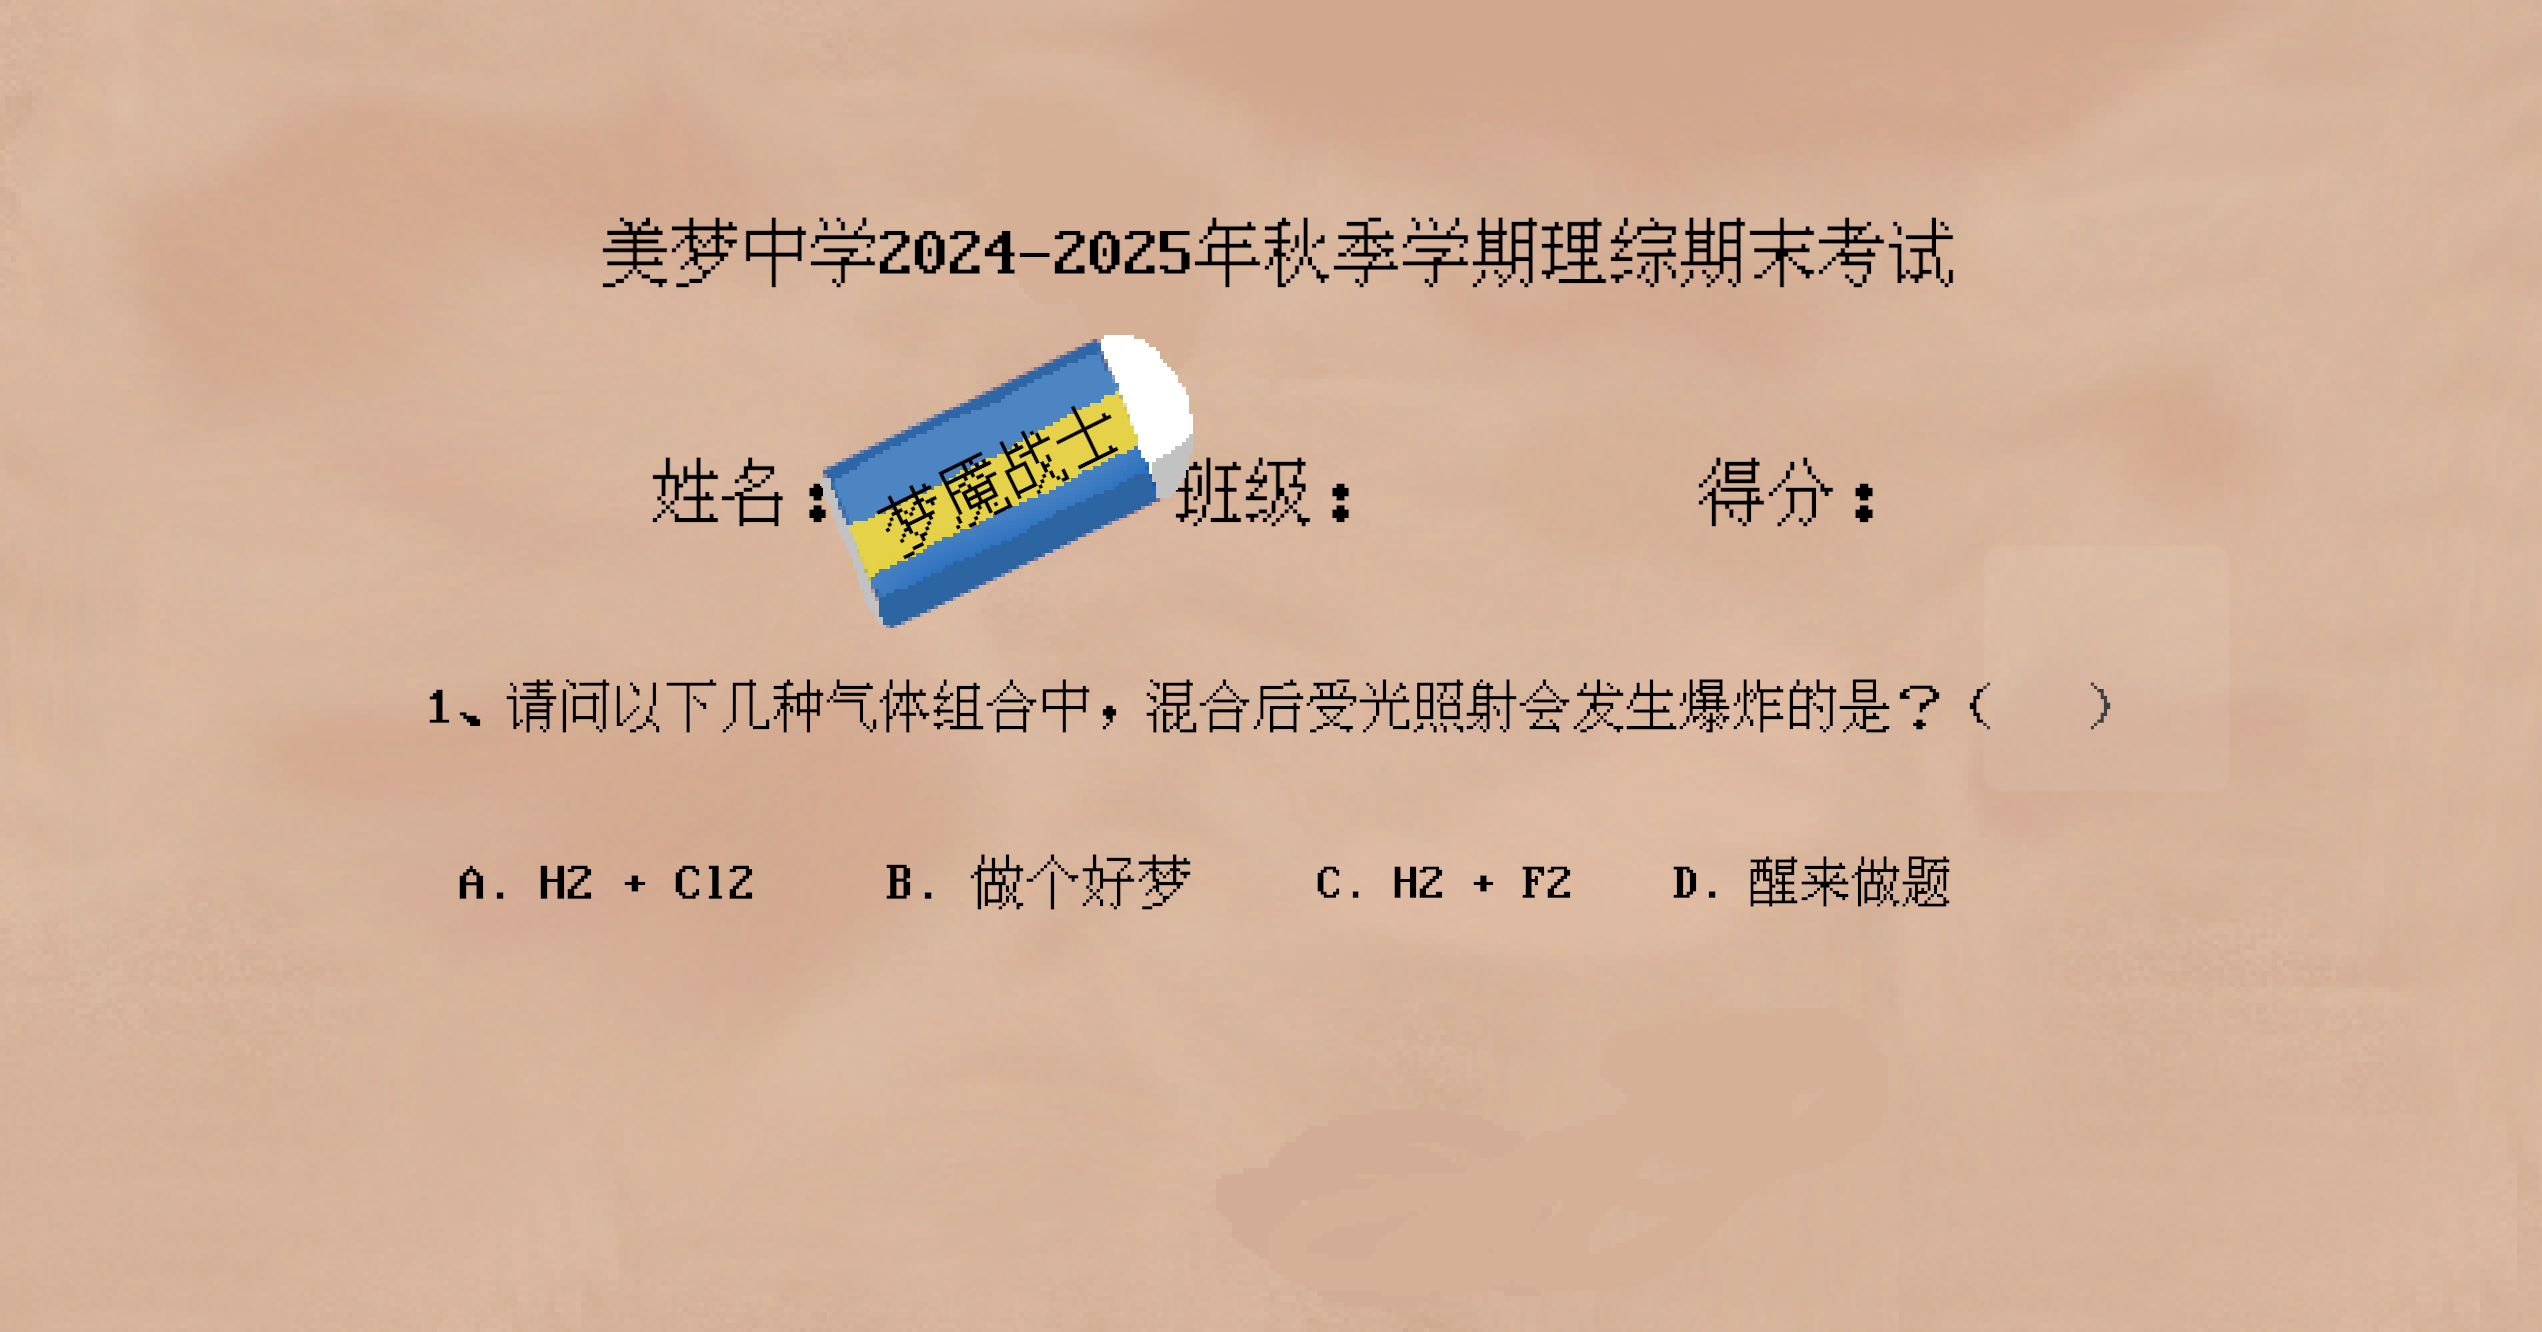 美梦中学2024-2025年秋季学期理综期末考试
姓名: 班级: 得分:
梦魇战士
1、请问以下几种气体组合中，混合后受光照射会发生爆炸的是？（ ）
A. H2 + Cl2 B. 做个好梦 C. H2 + F2 D. 醒来做题